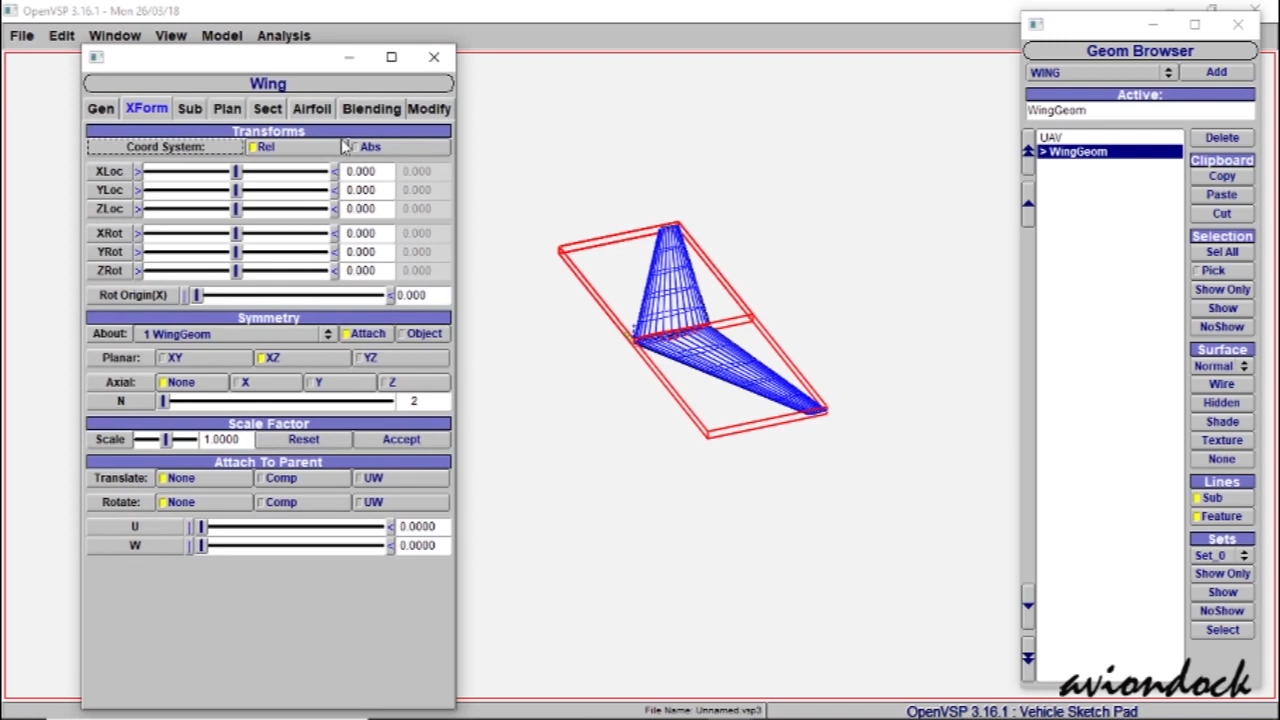 OpenVSP 3.16.1 - Mon 26/03/18
File Edit Window View Model Analysis
Wing
Gen XForm Sub Plan Sect Airfoil Blending Modify
Transforms
Coord System: Rel Abs
XLoc > < 0.000 0.000
YLoc > < 0.000 0.000
ZLoc > < 0.000 0.000
XRot > < 0.000 0.000
YRot > < 0.000 0.000
ZRot > < 0.000 0.000
Rot Origin(X) | < 0.000
Symmetry
About: 1 WingGeom Attach Object
Planar: XY XZ YZ
Axial: None X Y Z
N 2
Scale Factor
Scale 1.0000 Reset Accept
Attach To Parent
Translate: None Comp UW
Rotate: None Comp UW
U | < 0.0000
W | < 0.0000
Geom Browser
WING Add
Active:
WingGeom
UAV
> WingGeom
Delete
Clipboard
Copy
Paste
Cut
Selection
Sel All
Pick
Show Only
Show
NoShow
Surface
Normal
Wire
Hidden
Shade
Texture
None
Lines
Sub
Feature
Sets
Set_0
Show Only
Show
NoShow
Select
aviondock
File Name: Unnamed.vsp3
OpenVSP 3.16.1 : Vehicle Sketch Pad